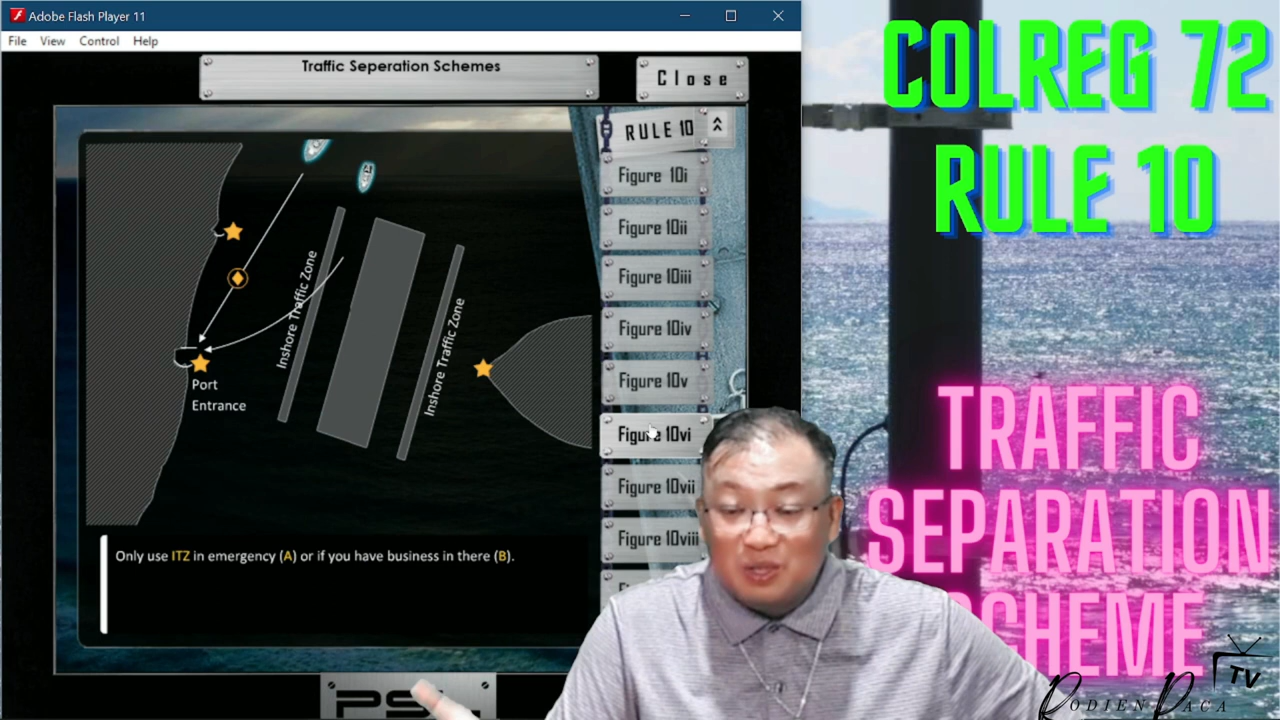 Adobe Flash Player 11
File View Control Help
Traffic Seperation Schemes
Close
RULE 10
Figure 10i
Figure 10ii
Figure 10iii
Figure 10iv
Figure 10v
Figure 10vi
Figure 10vii
Figure 10viii
Inshore Traffic Zone
Inshore Traffic Zone
Port
Entrance
Only use ITZ in emergency (A) or if you have business in there (B).
COLREG 72
RULE 10
TRAFFIC
SEPARATION
SCHEME
RODIEN PACA
TV